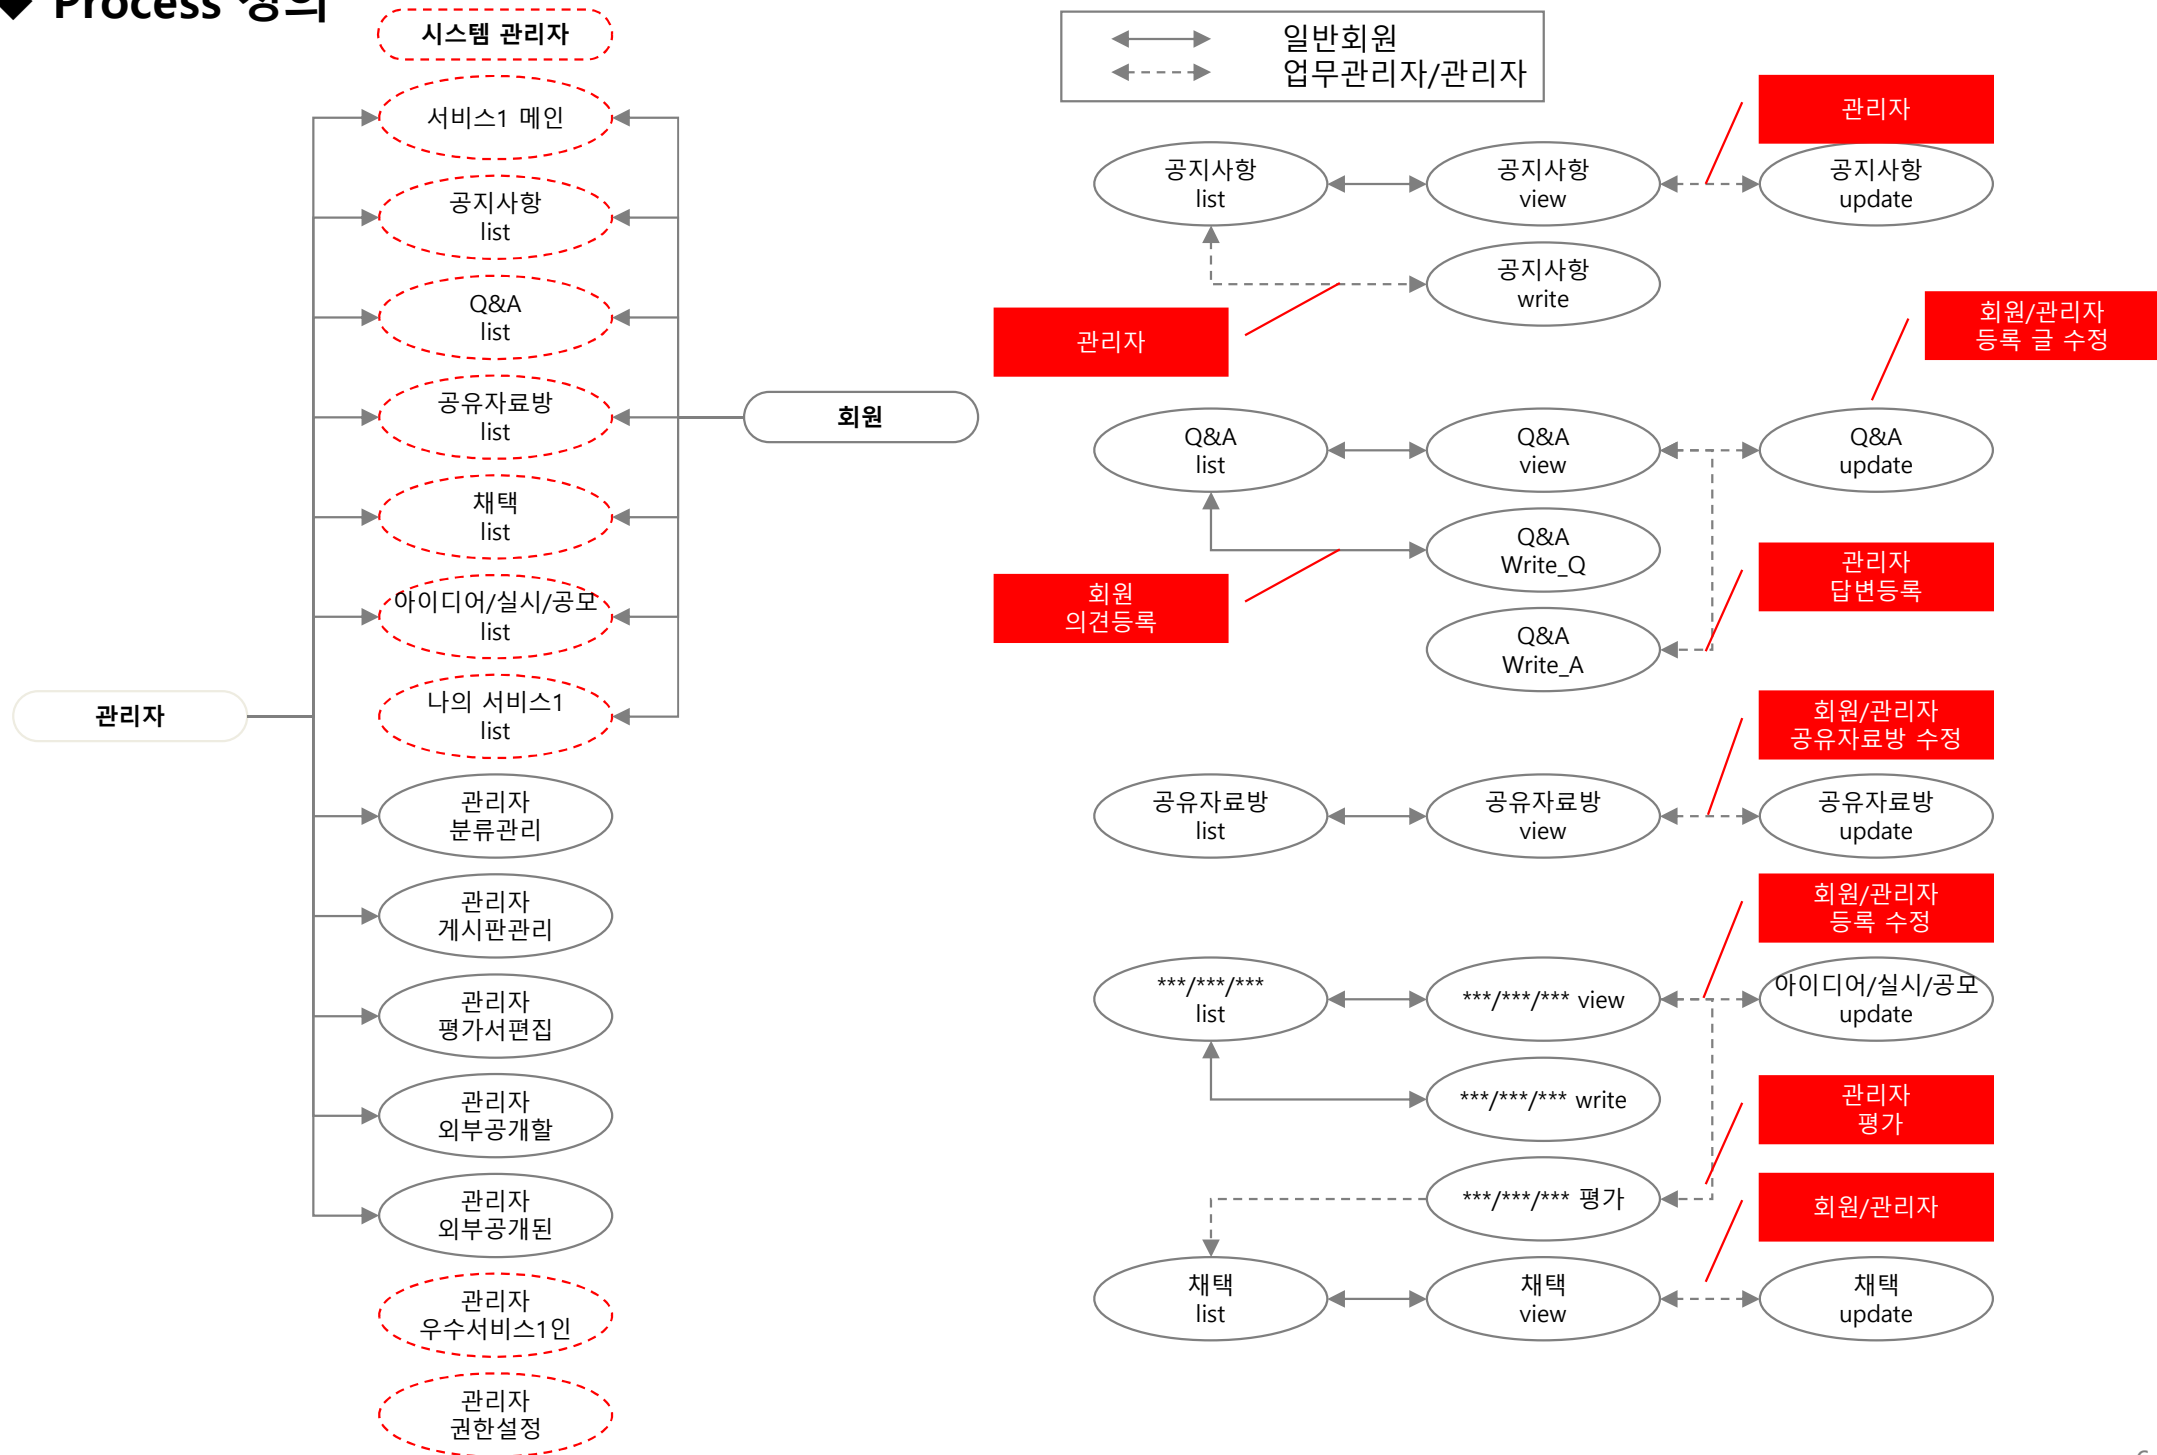 ◆ Process 정의
시스템 관리자
서비스1 메인
공지사항
list
Q&A
list
공유자료방
list
채택
list
아이디어/실시/공모
list
나의 서비스1
list
관리자
분류관리
관리자
게시판관리
관리자
평가서편집
관리자
외부공개할
관리자
외부공개된
관리자
우수서비스1인
관리자
권한설정
관리자
회원
일반회원
업무관리자/관리자
관리자
공지사항
list
공지사항
view
공지사항
update
공지사항
write
관리자
회원/관리자
등록 글 수정
Q&A
list
Q&A
view
Q&A
update
Q&A
Write_Q
회원
의견등록
관리자
답변등록
Q&A
Write_A
회원/관리자
공유자료방 수정
공유자료방
list
공유자료방
view
공유자료방
update
회원/관리자
등록 수정
***/***/***
list
***/***/*** view
아이디어/실시/공모
update
***/***/*** write
관리자
평가
***/***/*** 평가
회원/관리자
채택
list
채택
view
채택
update